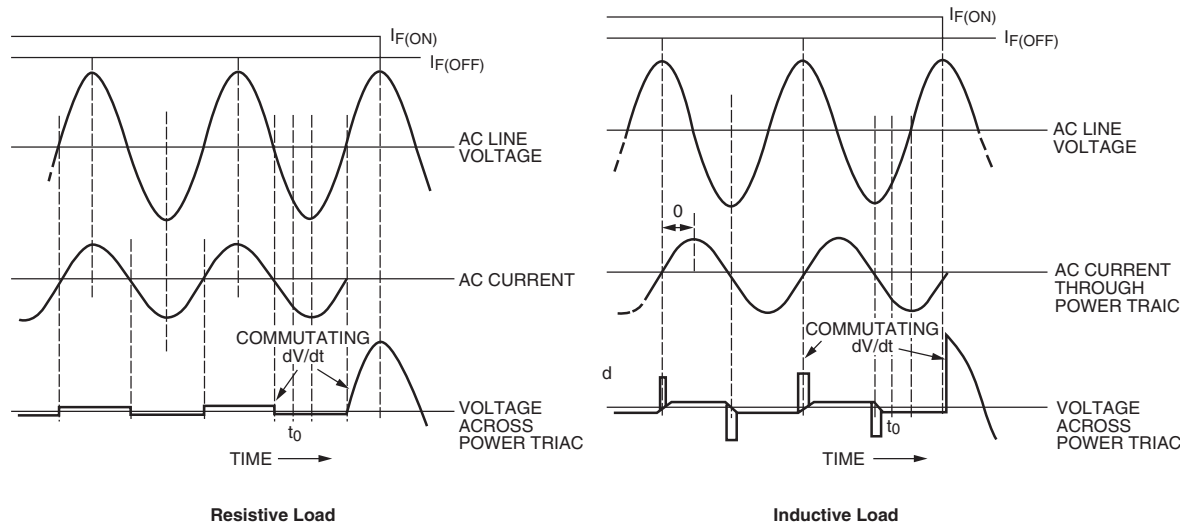 IF(ON)
IF(OFF)
AC LINE
VOLTAGE
AC CURRENT
COMMUTATING
dV/dt
VOLTAGE
ACROSS
POWER TRIAC
t0
TIME
Resistive Load
IF(ON)
IF(OFF)
AC LINE
VOLTAGE
0
AC CURRENT
THROUGH
POWER TRAIC
COMMUTATING
dV/dt
d
VOLTAGE
ACROSS
POWER TRIAC
t0
TIME
Inductive Load